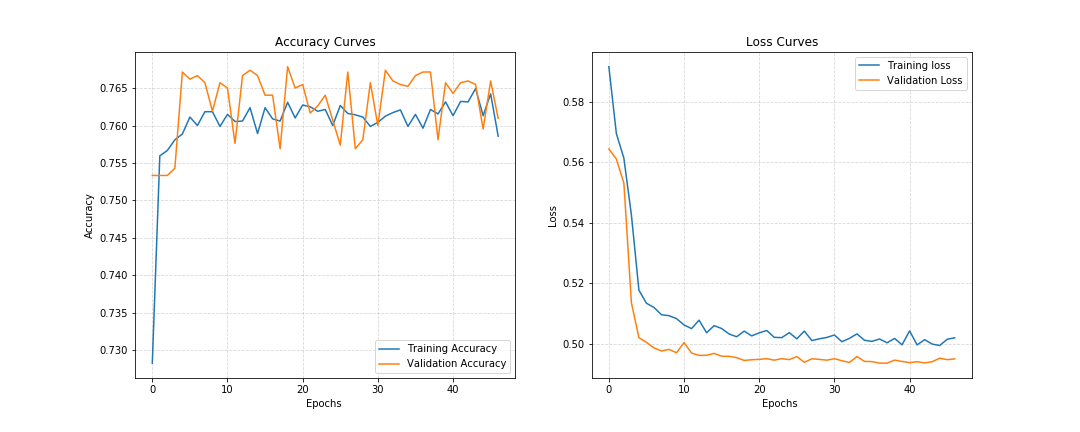 Accuracy Curves
0.765
0.760
0.755
0.750
0.745
0.740
0.735
0.730
Accuracy
0
10
20
30
40
Epochs
Training Accuracy
Validation Accuracy
Loss Curves
0.58
0.56
0.54
0.52
0.50
Loss
0
10
20
30
40
Epochs
Training loss
Validation Loss